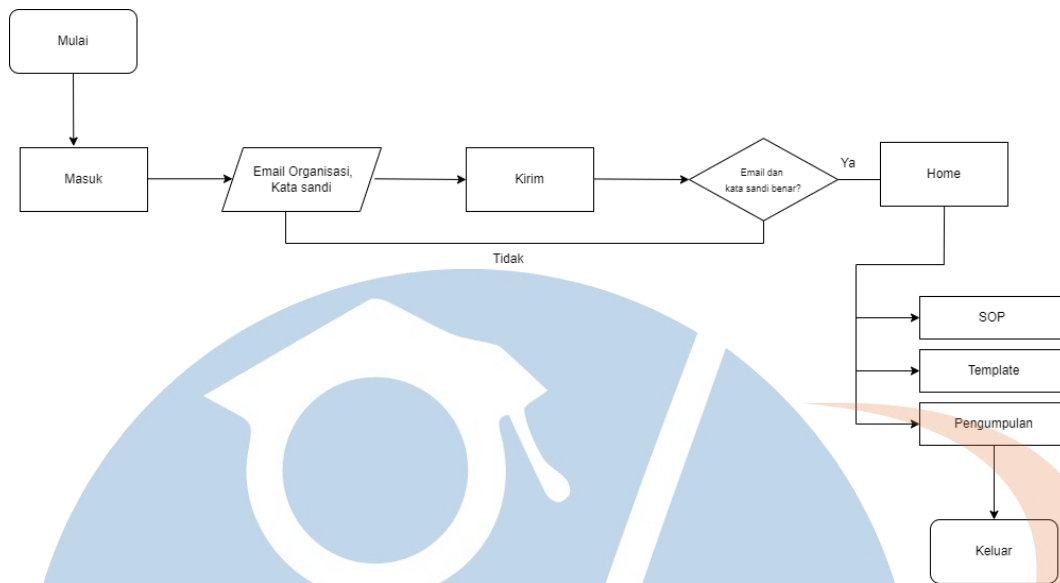 Mulai
Masuk
Email Organisasi,
Kata sandi
Kirim
Email dan
kata sandi benar?
Ya
Home
Tidak
SOP
Template
Pengumpulan
Keluar